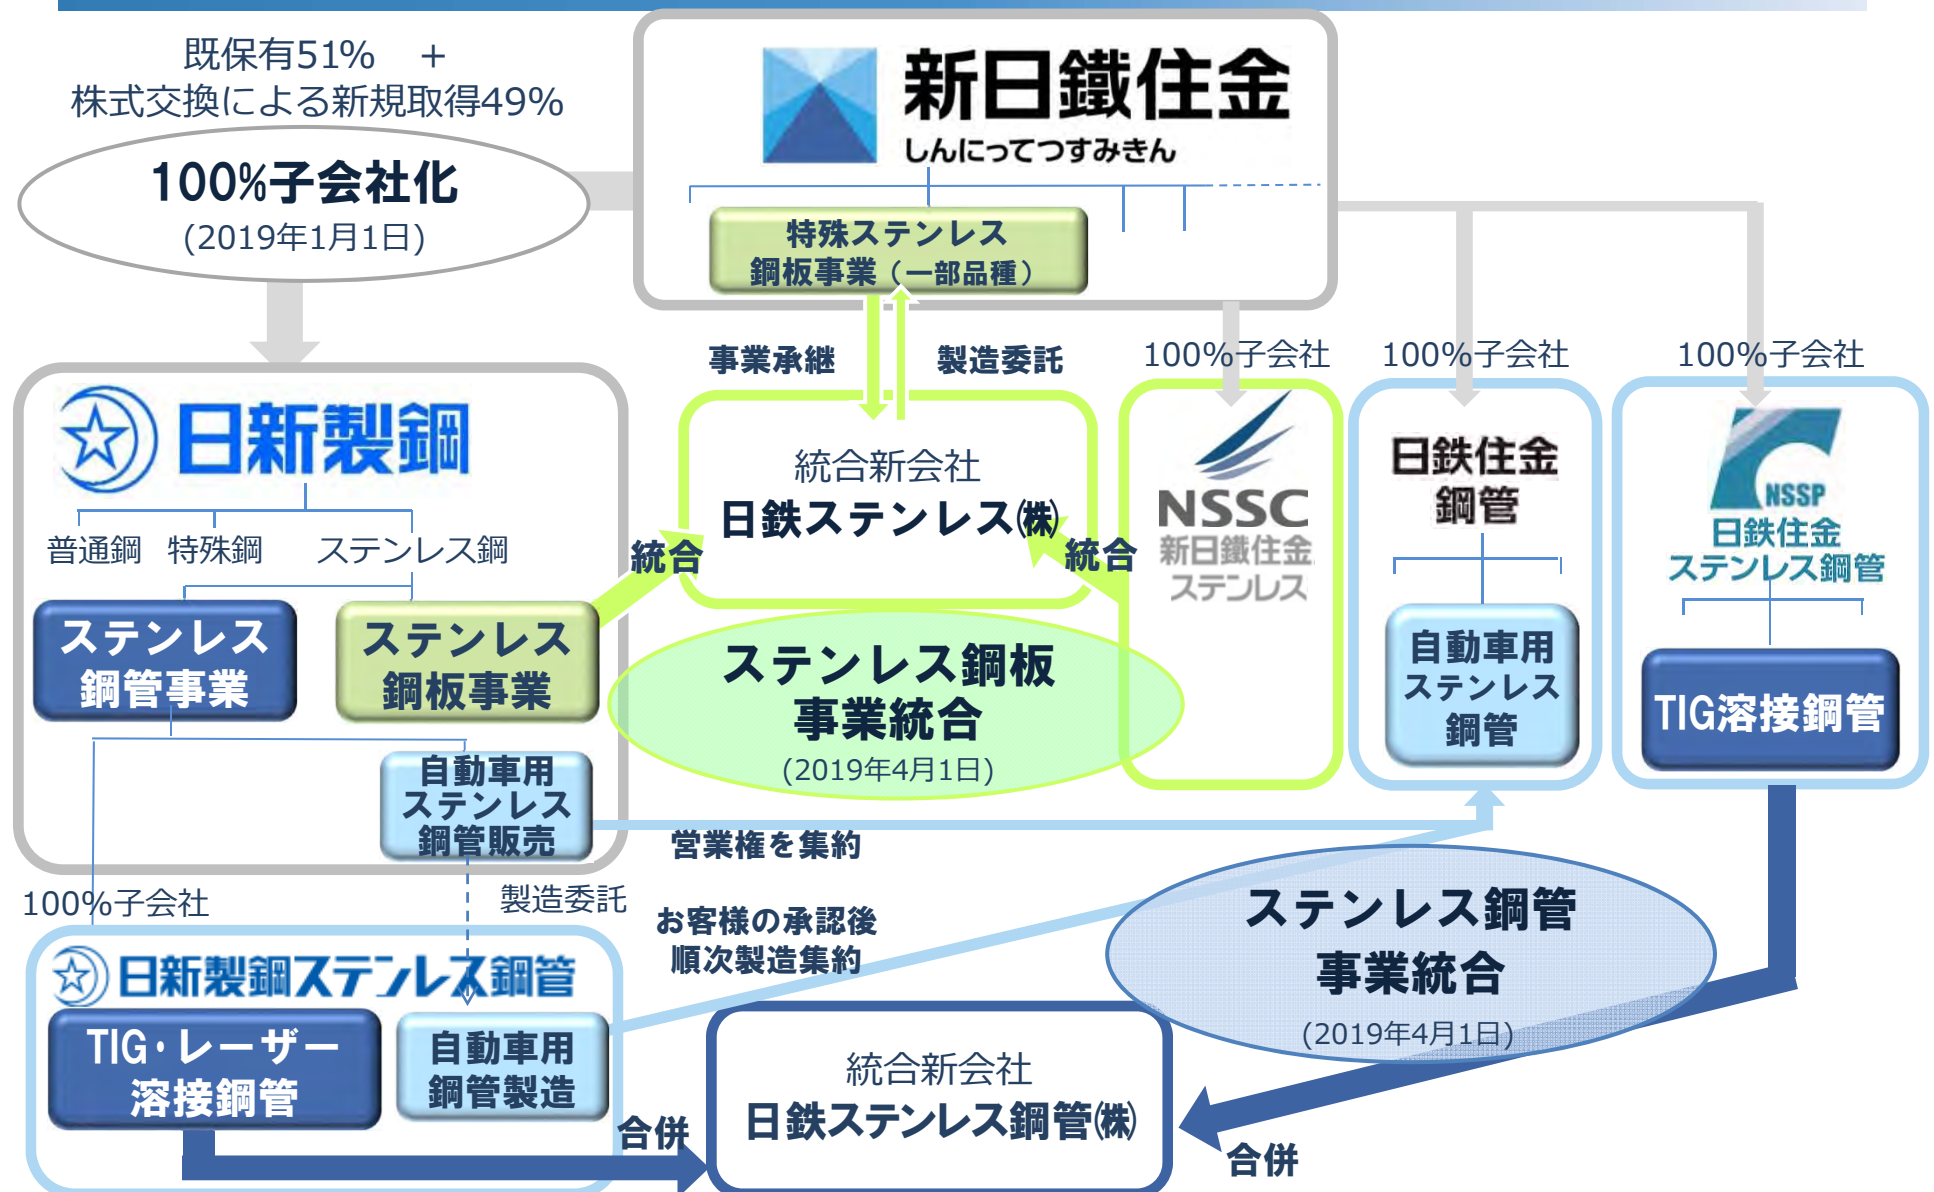 既保有51%　+
株式交換による新規取得49%
100%子会社化
(2019年1月1日)
新日鐵住金
しんにってつすみきん
特殊ステンレス
鋼板事業（一部品種）
事業承継
製造委託
100%子会社
100%子会社
100%子会社
日新製鋼
普通鋼
特殊鋼
ステンレス鋼
ステンレス
鋼管事業
ステンレス
鋼板事業
自動車用
ステンレス
鋼管販売
統合
統合新会社
日鉄ステンレス㈱
統合
NSSC
新日鐵住金
ステンレス
日鉄住金
鋼管
自動車用
ステンレス
鋼管
NSSP
日鉄住金
ステンレス鋼管
TIG溶接鋼管
ステンレス鋼板
事業統合
(2019年4月1日)
営業権を集約
お客様の承認後
順次製造集約
100%子会社
製造委託
日新製鋼ステンレス鋼管
TIG・レーザー
溶接鋼管
自動車用
鋼管製造
合併
統合新会社
日鉄ステンレス鋼管㈱
合併
ステンレス鋼管
事業統合
(2019年4月1日)